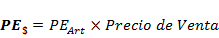 PE$ = PEArt × Precio de Venta